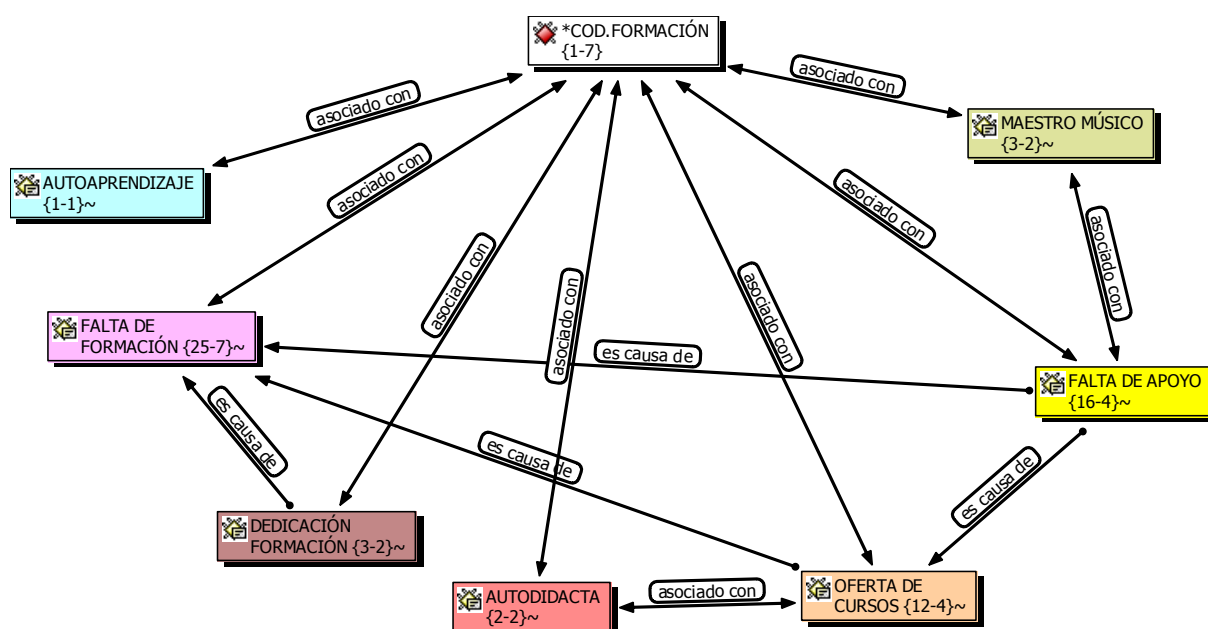 *COD.FORMACIÓN
{1-7}
asociado con
asociado con
MAESTRO MÚSICO
{3-2}~
AUTOAPRENDIZAJE
{1-1}~
asociado con
asociado con
asociado con
asociado con
asociado con
asociado con
FALTA DE
FORMACIÓN {25-7}~
es causa de
FALTA DE APOYO
{16-4}~
es causa de
es causa de
es causa de
DEDICACIÓN
FORMACIÓN {3-2}~
AUTODIDACTA
{2-2}~
asociado con
OFERTA DE
CURSOS {12-4}~